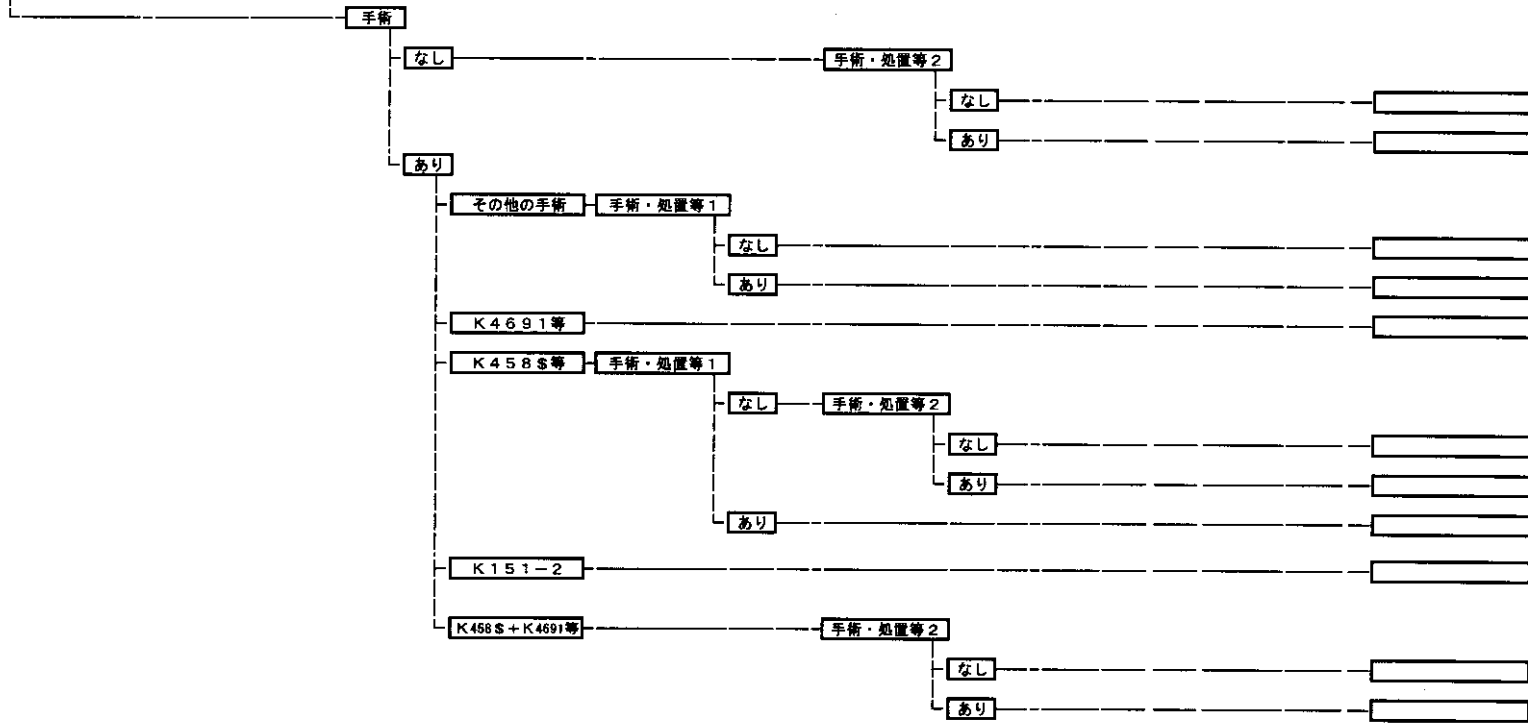 手術
なし
手術・処置等２
なし
あり
あり
その他の手術
手術・処置等１
なし
あり
Ｋ４６９１等
Ｋ４５８＄等
手術・処置等１
なし
手術・処置等２
なし
あり
あり
Ｋ１５１－２
K458＄＋K4691等
手術・処置等２
なし
あり